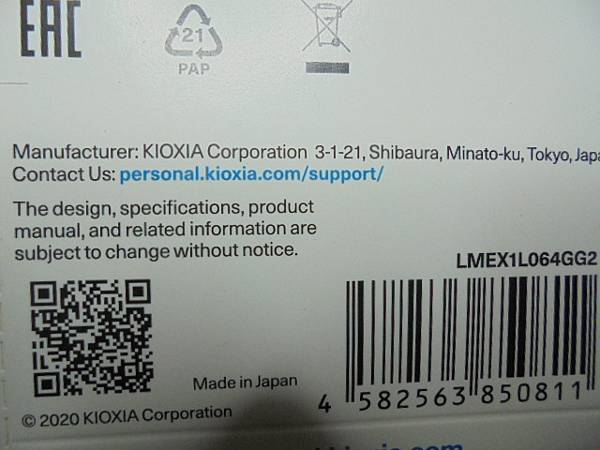 EAC
21
PAP
Manufacturer: KIOXIA Corporation 3-1-21, Shibaura, Minato-ku, Tokyo, Japa
Contact Us: personal.kioxia.com/support/
The design, specifications, product
manual, and related information are
subject to change without notice.
LMEX1L064GG2
Made in Japan
4 582563 850811
© 2020 KIOXIA Corporation